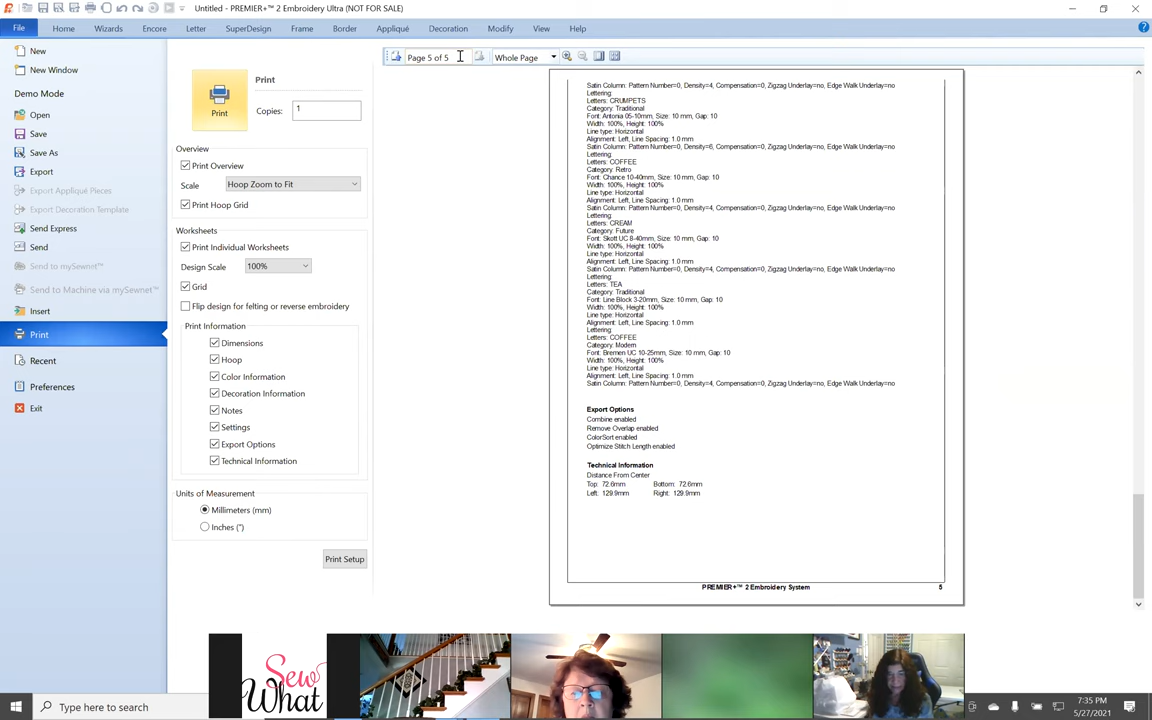 Untitled - PREMIER+™ 2 Embroidery Ultra (NOT FOR SALE)
File Home Wizards Encore Letter SuperDesign Frame Border Appliqué Decoration Modify View Help
New
New Window
Demo Mode
Open
Save
Save As
Export
Export Appliqué Pieces
Export Decoration Template
Send Express
Send
Send to mySewnet™
Send to Machine via mySewnet™
Insert
Print
Recent
Preferences
Exit
Print
Print
Copies: 1
Overview
Print Overview
Scale Hoop Zoom to Fit
Print Hoop Grid
Worksheets
Print Individual Worksheets
Design Scale 100%
Grid
Flip design for felting or reverse embroidery
Print Information
Dimensions
Hoop
Color Information
Decoration Information
Notes
Settings
Export Options
Technical Information
Units of Measurement
Millimeters (mm)
Inches (")
Print Setup
Page 5 of 5 Whole Page
Satin Column: Pattern Number=0, Density=4, Compensation=0, Zigzag Underlay=no, Edge Walk Underlay=no
Lettering:
Letters: CRUMPETS
Category: Traditional
Font: Antonia 05-10mm, Size: 10 mm, Gap: 10
Width: 100%, Height: 100%
Line type: Horizontal
Alignment: Left, Line Spacing: 1.0 mm
Satin Column: Pattern Number=0, Density=6, Compensation=0, Zigzag Underlay=no, Edge Walk Underlay=no
Lettering:
Letters: COFFEE
Category: Retro
Font: Chance 10-40mm, Size: 10 mm, Gap: 10
Width: 100%, Height: 100%
Line type: Horizontal
Alignment: Left, Line Spacing: 1.0 mm
Satin Column: Pattern Number=0, Density=4, Compensation=0, Zigzag Underlay=no, Edge Walk Underlay=no
Lettering:
Letters: CREAM
Category: Future
Font: Skott UC 8-40mm, Size: 10 mm, Gap: 10
Width: 100%, Height: 100%
Line type: Horizontal
Alignment: Left, Line Spacing: 1.0 mm
Satin Column: Pattern Number=0, Density=4, Compensation=0, Zigzag Underlay=no, Edge Walk Underlay=no
Lettering:
Letters: TEA
Category: Traditional
Font: Line Block 3-20mm, Size: 10 mm, Gap: 10
Width: 100%, Height: 100%
Line type: Horizontal
Alignment: Left, Line Spacing: 1.0 mm
Lettering:
Letters: COFFEE
Category: Modern
Font: Bremen UC 10-25mm, Size: 10 mm, Gap: 10
Width: 100%, Height: 100%
Line type: Horizontal
Alignment: Left, Line Spacing: 1.0 mm
Satin Column: Pattern Number=0, Density=4, Compensation=0, Zigzag Underlay=no, Edge Walk Underlay=no
Export Options
Combine enabled
Remove Overlap enabled
ColorSort enabled
Optimize Stitch Length enabled
Technical Information
Distance From Center
Top: 72.6mm Bottom: 72.6mm
Left: 129.9mm Right: 129.9mm
PREMIER+™ 2 Embroidery System 5
Sew
What
Type here to search
7:35 PM
5/27/2021